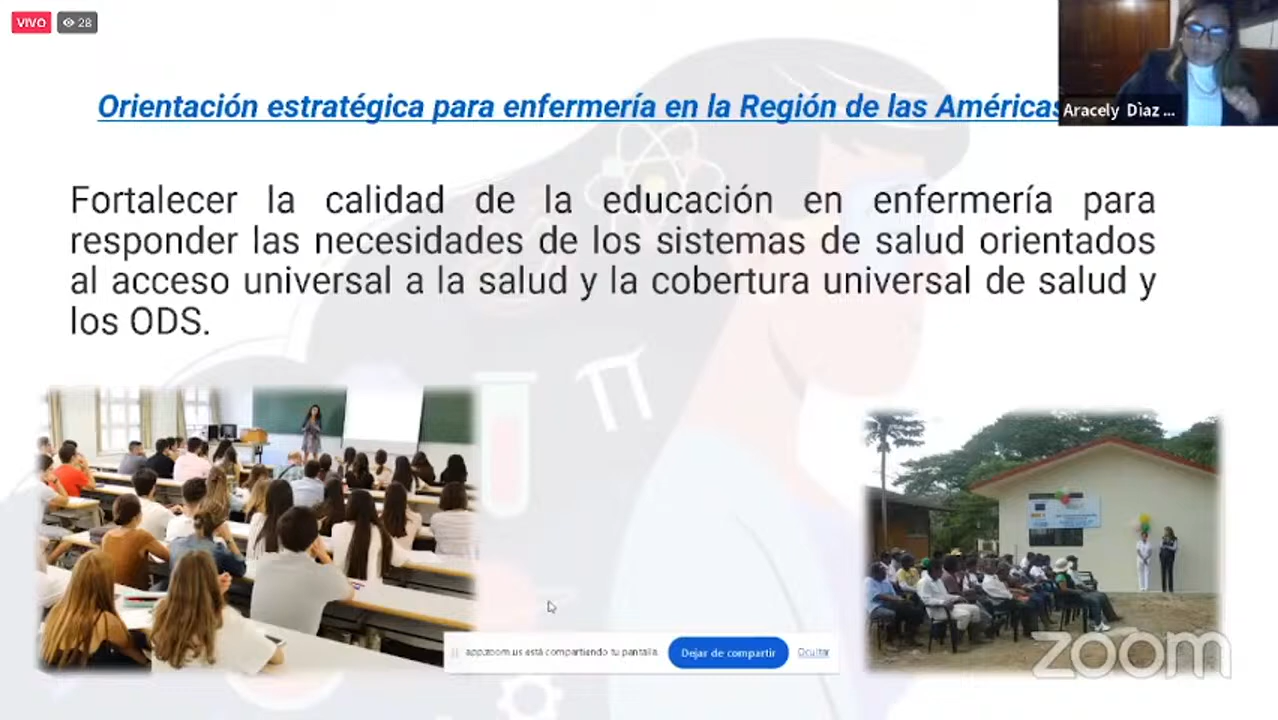 VIVO
28
Orientación estratégica para enfermería en la Región de las Américas
Aracely Dìaz ...
Fortalecer la calidad de la educación en enfermería para
responder las necesidades de los sistemas de salud orientados
al acceso universal a la salud y la cobertura universal de salud y
los ODS.
app.zoom.us está compartiendo tu pantalla.
Dejar de compartir
Ocultar
zoom